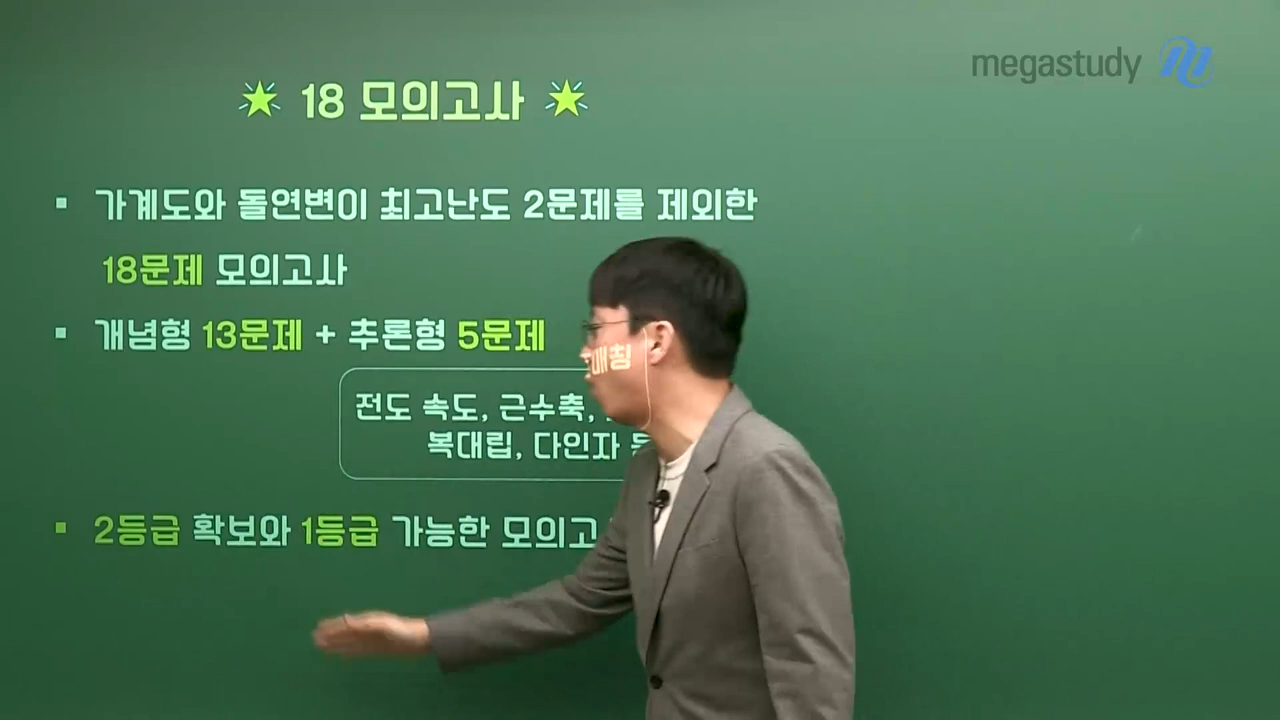 megastudy
18 모의고사
가계도와 돌연변이 최고난도 2문제를 제외한
18문제 모의고사
개념형 13문제 + 추론형 5문제
전도 속도, 근수축, 매칭
복대립, 다인자
2등급 확보와 1등급 가능한 모의고